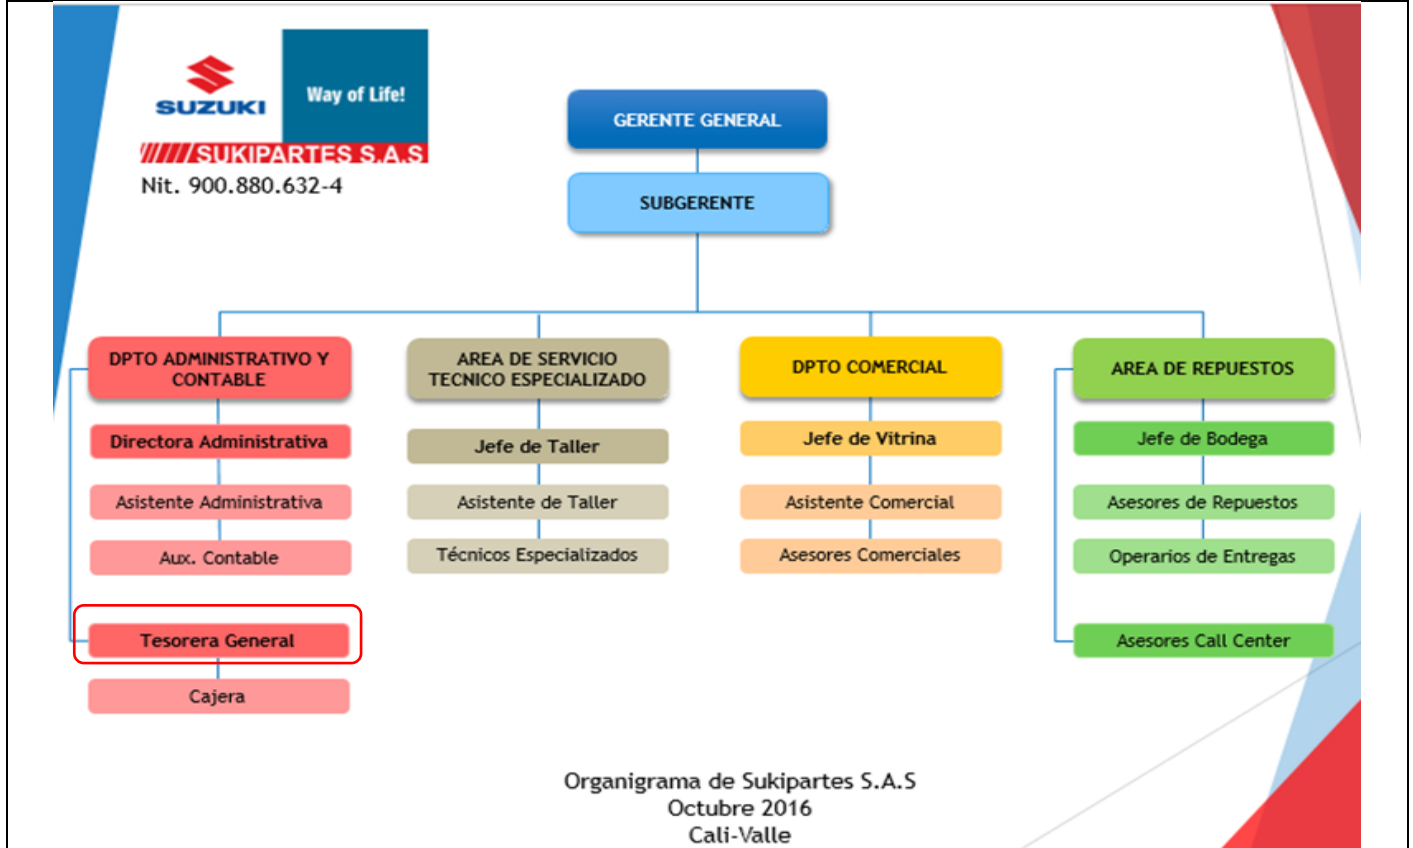 SUZUKI
Way of Life!
SUKIPARTES S.A.S
Nit. 900.880.632-4
GERENTE GENERAL
SUBGERENTE
DPTO ADMINISTRATIVO Y
CONTABLE
Directora Administrativa
Asistente Administrativa
Aux. Contable
Tesorera General
Cajera
AREA DE SERVICIO
TECNICO ESPECIALIZADO
Jefe de Taller
Asistente de Taller
Técnicos Especializados
DPTO COMERCIAL
Jefe de Vitrina
Asistente Comercial
Asesores Comerciales
AREA DE REPUESTOS
Jefe de Bodega
Asesores de Repuestos
Operarios de Entregas
Asesores Call Center
Organigrama de Sukipartes S.A.S
Octubre 2016
Cali-Valle